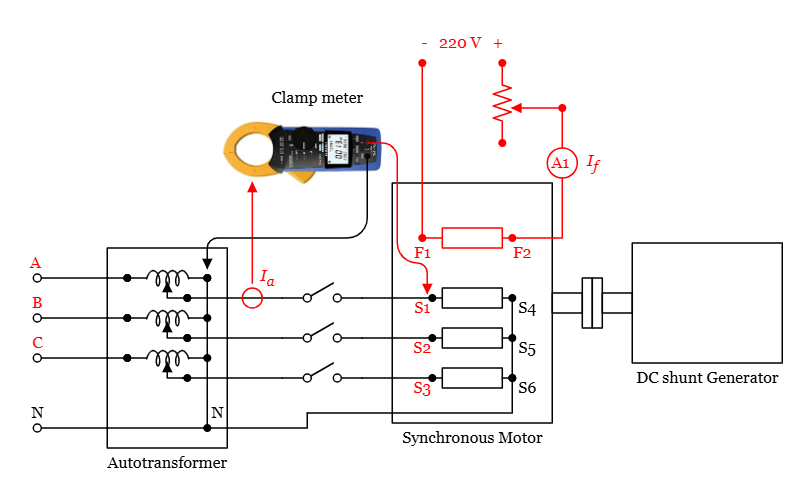 - 220 V +
Clamp meter
A1
I_f
F1
F2
A
I_a
S1
S4
B
S2
S5
C
S3
S6
DC shunt Generator
N
N
Synchronous Motor
Autotransformer